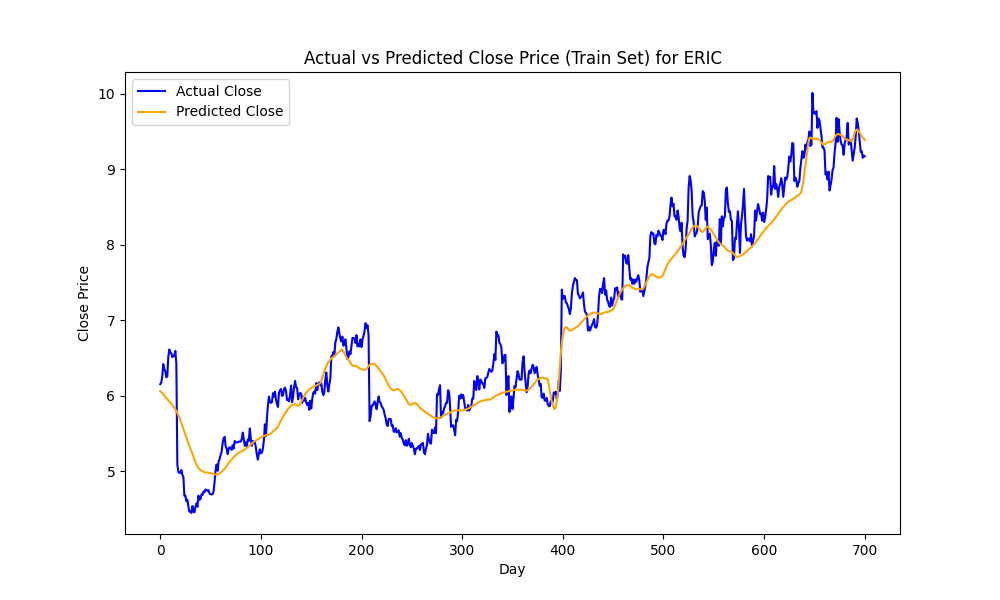 Actual vs Predicted Close Price (Train Set) for ERIC
Actual Close
Predicted Close
Close Price
10
9
8
7
6
5
0 100 200 300 400 500 600 700
Day